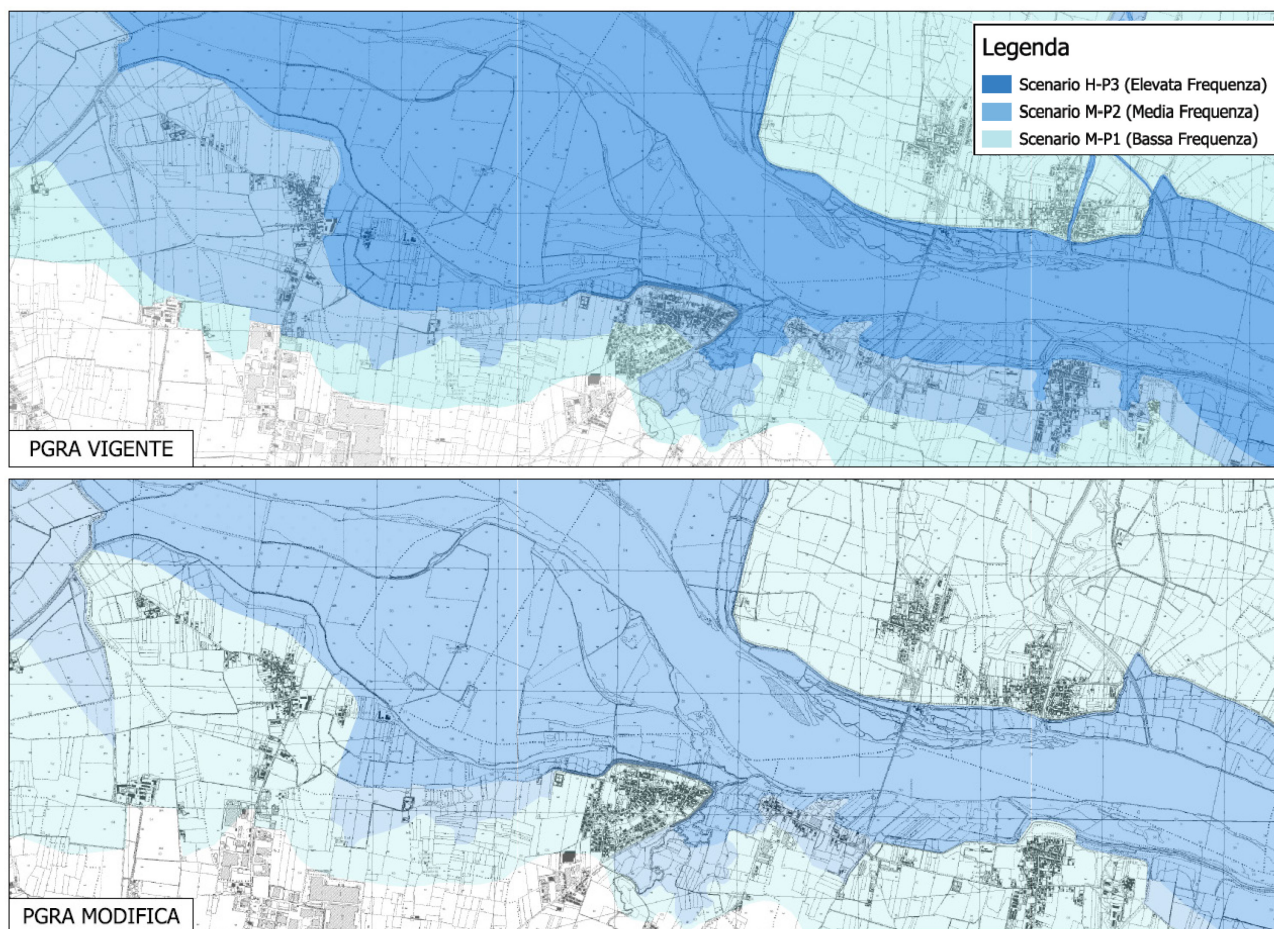 Legenda
Scenario H-P3 (Elevata Frequenza)
Scenario M-P2 (Media Frequenza)
Scenario M-P1 (Bassa Frequenza)
PGRA VIGENTE
PGRA MODIFICA